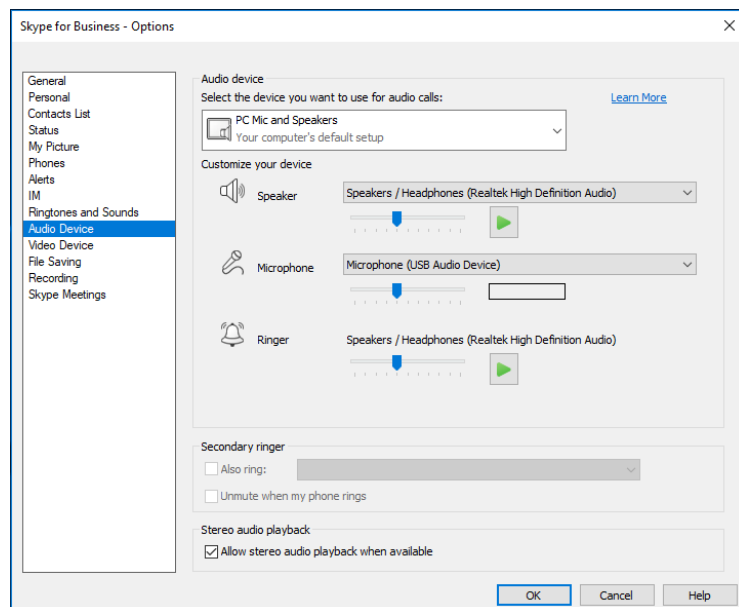 Skype for Business - Options
General
Personal
Contacts List
Status
My Picture
Phones
Alerts
IM
Ringtones and Sounds
Audio Device
Video Device
File Saving
Recording
Skype Meetings
Audio device
Select the device you want to use for audio calls:
Learn More
PC Mic and Speakers
Your computer's default setup
Customize your device
Speaker
Speakers / Headphones (Realtek High Definition Audio)
Microphone
Microphone (USB Audio Device)
Ringer
Speakers / Headphones (Realtek High Definition Audio)
Secondary ringer
Also ring:
Unmute when my phone rings
Stereo audio playback
Allow stereo audio playback when available
OK
Cancel
Help